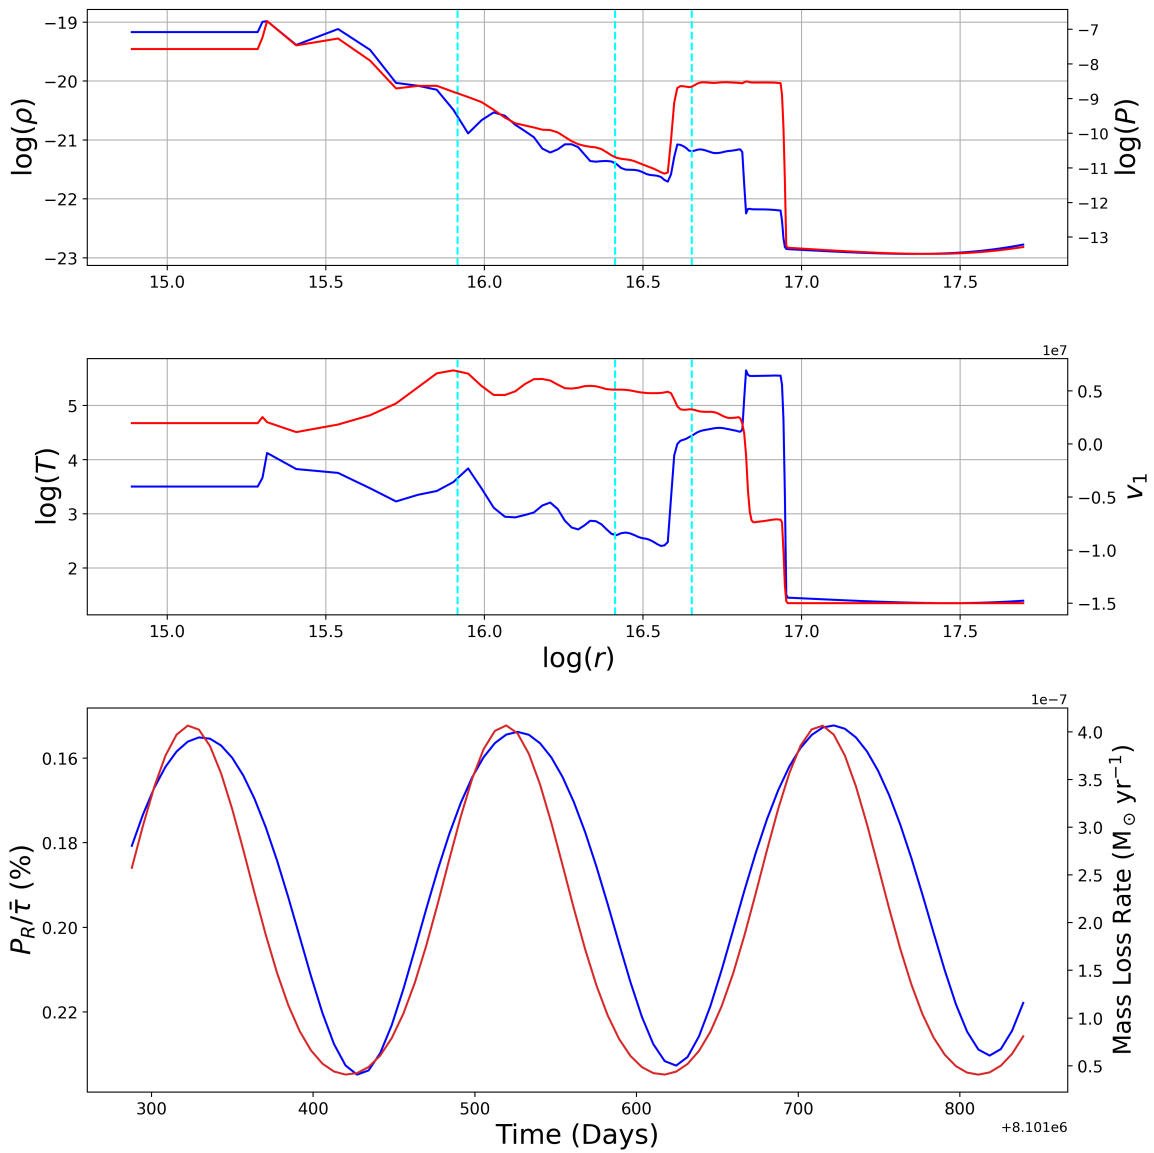 −19
−20
−21
−22
−23
log(ρ)
−7
−8
−9
−10
−11
−12
−13
log(P)
15.0 15.5 16.0 16.5 17.0 17.5
1e7
5
4
3
2
log(T)
0.5
0.0
−0.5
−1.0
−1.5
v₁
15.0 15.5 16.0 16.5 17.0 17.5
log(r)
1e−7
0.16
0.18
0.20
0.22
P_R/τ̄ (%)
4.0
3.5
3.0
2.5
2.0
1.5
1.0
0.5
Mass Loss Rate (M⊙ yr⁻¹)
300 400 500 600 700 800
+8.101e6
Time (Days)